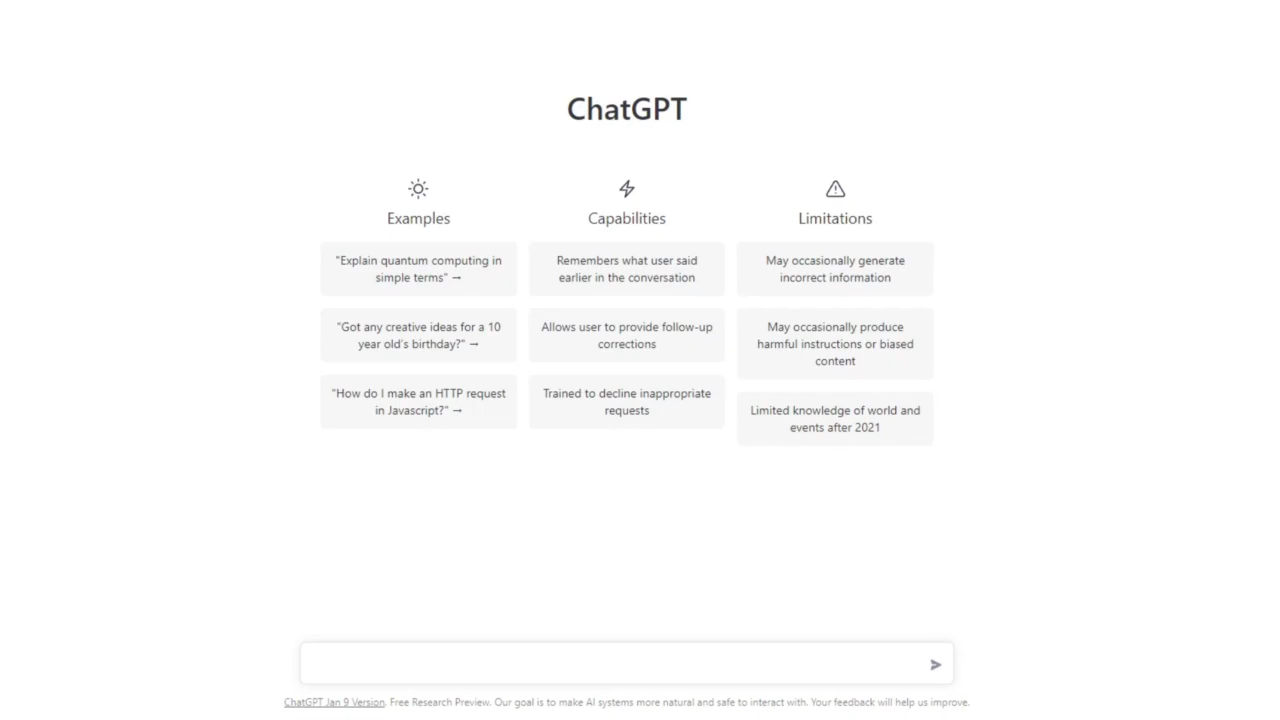 ChatGPT
Examples
"Explain quantum computing in
simple terms" →
"Got any creative ideas for a 10
year old's birthday?" →
"How do I make an HTTP request
in Javascript?" →
Capabilities
Remembers what user said
earlier in the conversation
Allows user to provide follow-up
corrections
Trained to decline inappropriate
requests
Limitations
May occasionally generate
incorrect information
May occasionally produce
harmful instructions or biased
content
Limited knowledge of world and
events after 2021
ChatGPT Jan 9 Version. Free Research Preview. Our goal is to make AI systems more natural and safe to interact with. Your feedback will help us improve.